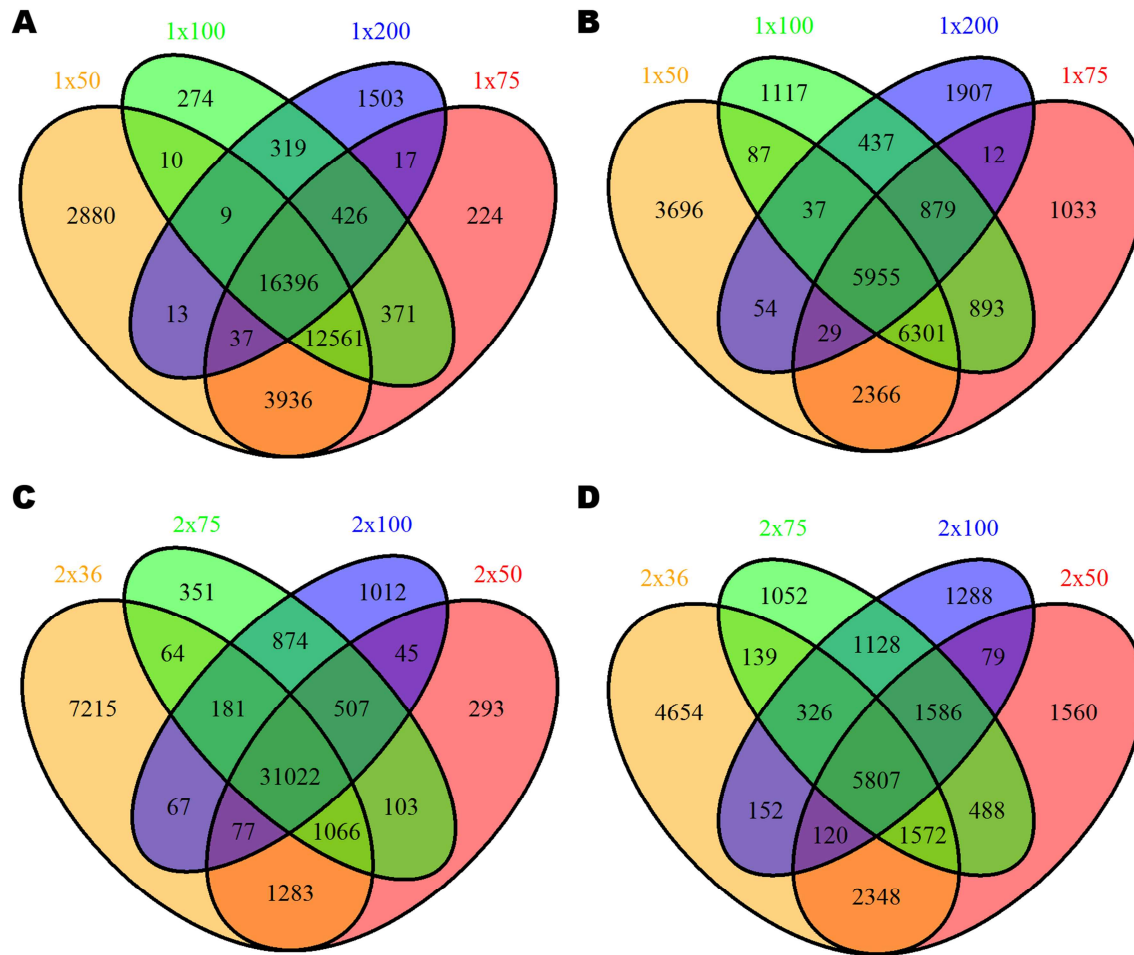 A
1x100 1x200
1x50 1x75
274 1503
10 319 17
2880 9 426 224
16396
13 37 12561 371
3936
B
1x100 1x200
1x50 1x75
1117 1907
87 437 12
3696 37 879 1033
5955
54 29 6301 893
2366
C
2x75 2x100
2x36 2x50
351 1012
64 874 45
7215 181 507 293
31022
67 77 1066 103
1283
D
2x75 2x100
2x36 2x50
1052 1288
139 1128 79
4654 326 1586 1560
5807
152 120 1572 488
2348